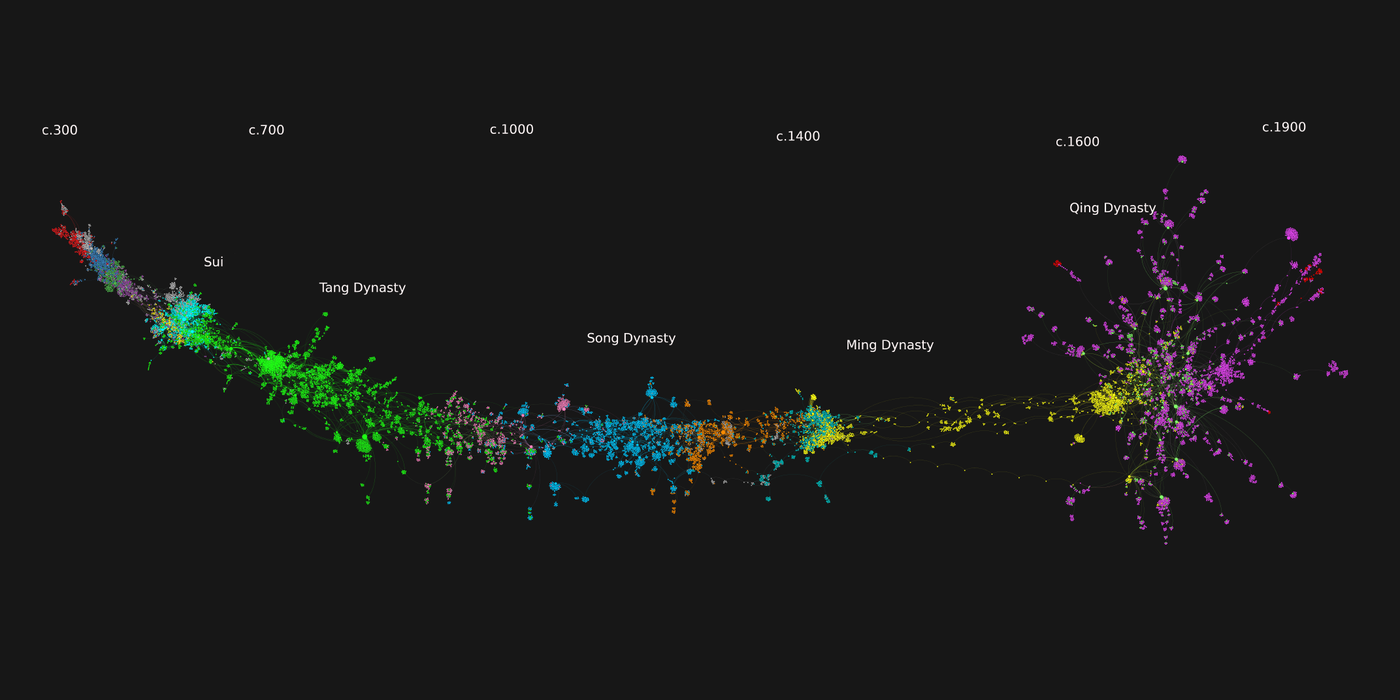 c.300
c.700
c.1000
c.1400
c.1600
c.1900
Qing Dynasty
Sui
Tang Dynasty
Song Dynasty
Ming Dynasty